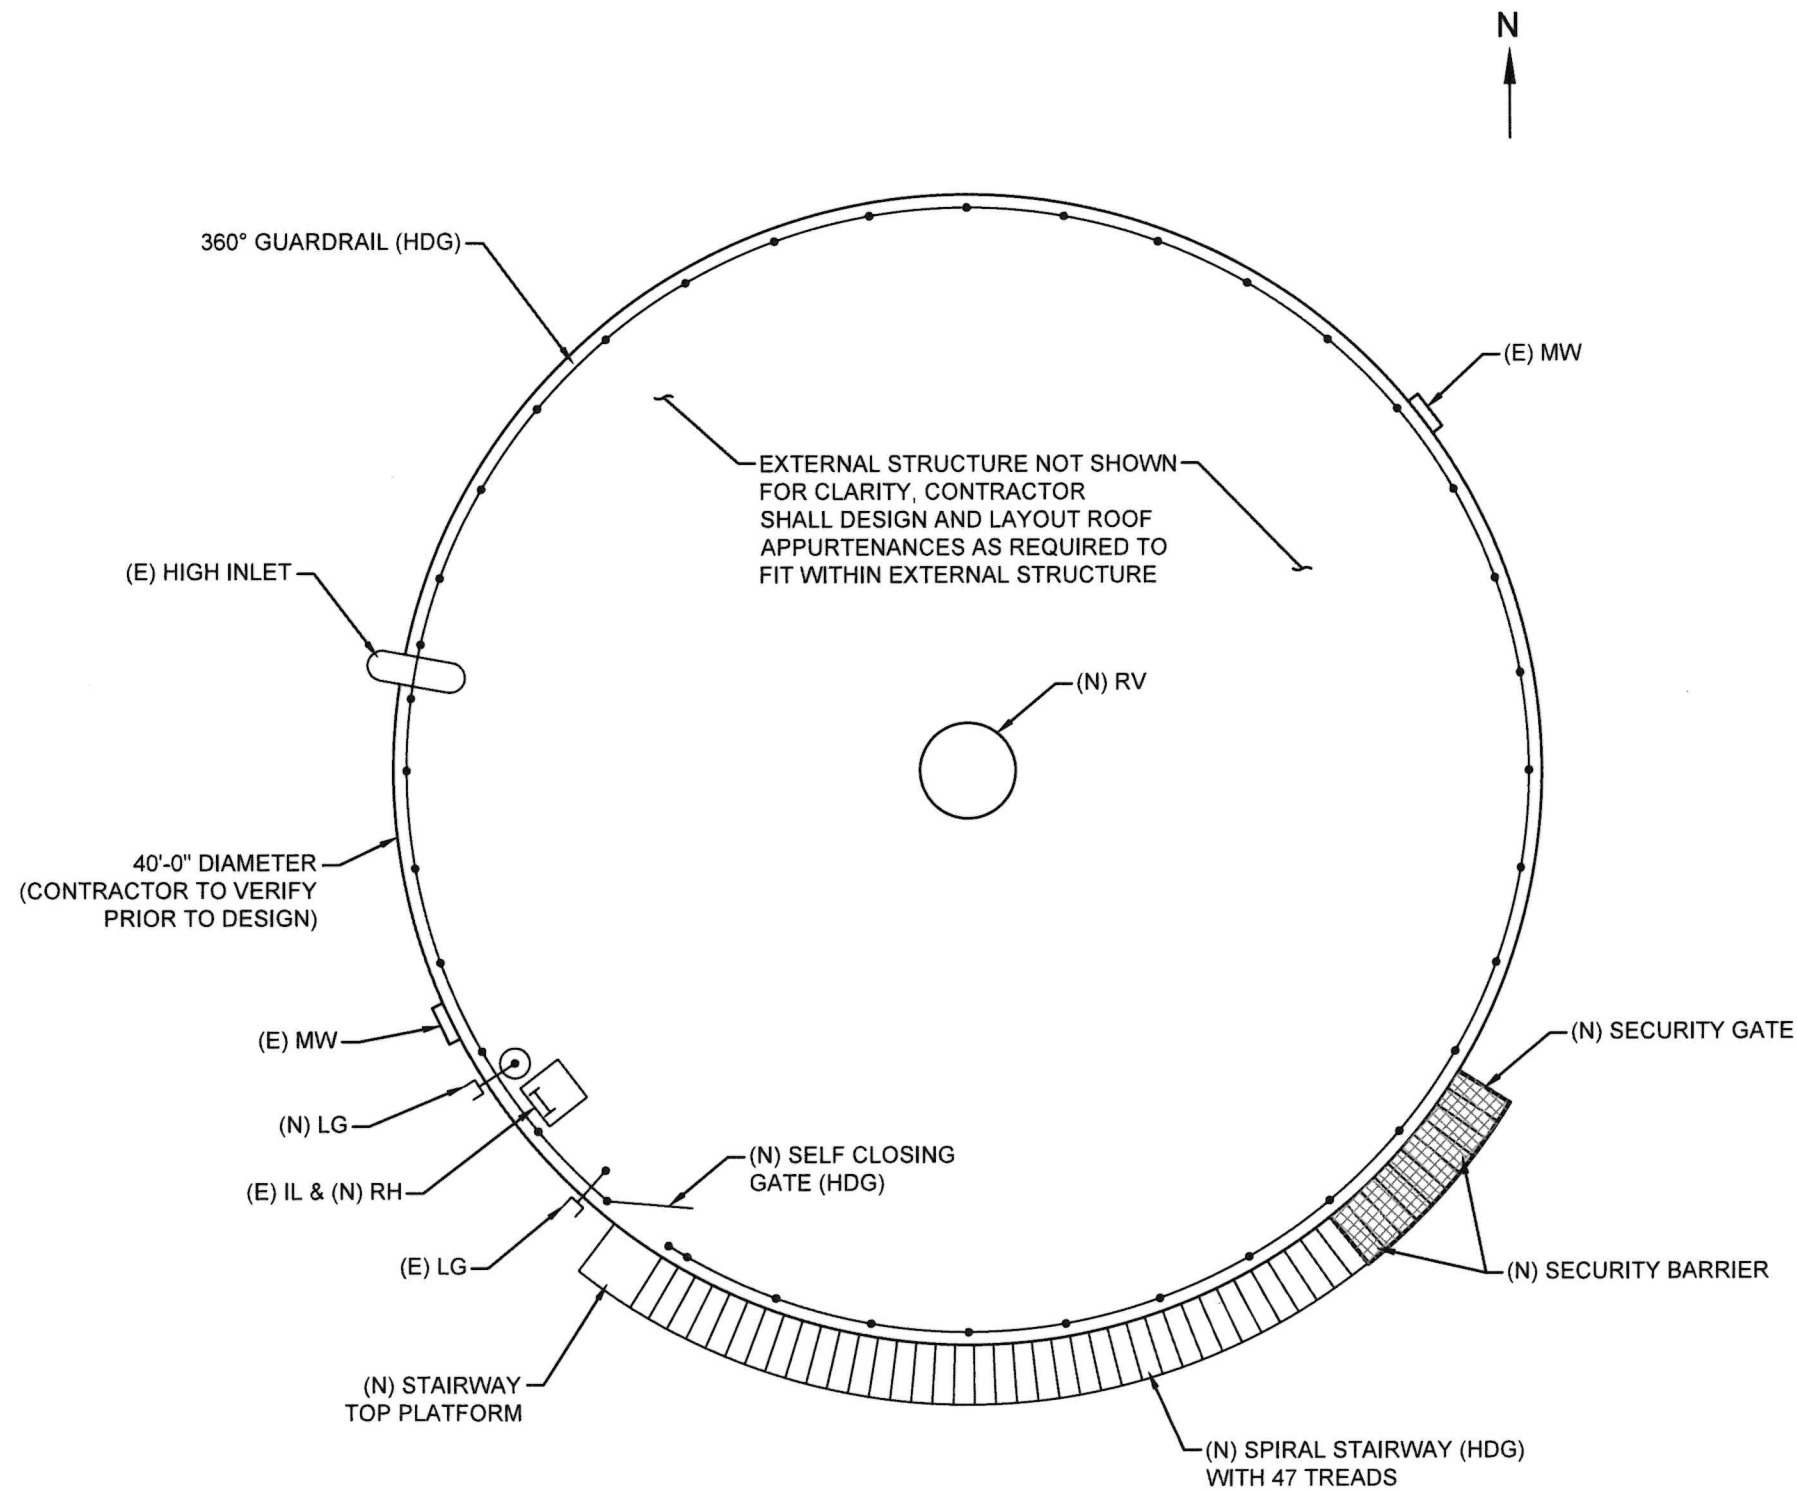 N
360° GUARDRAIL (HDG)
(E) MW
EXTERNAL STRUCTURE NOT SHOWN
FOR CLARITY, CONTRACTOR
SHALL DESIGN AND LAYOUT ROOF
APPURTENANCES AS REQUIRED TO
FIT WITHIN EXTERNAL STRUCTURE
(E) HIGH INLET
(N) RV
40'-0" DIAMETER
(CONTRACTOR TO VERIFY
PRIOR TO DESIGN)
(E) MW
(N) SECURITY GATE
(N) LG
(N) SELF CLOSING
GATE (HDG)
(E) IL & (N) RH
(E) LG
(N) SECURITY BARRIER
(N) STAIRWAY
TOP PLATFORM
(N) SPIRAL STAIRWAY (HDG)
WITH 47 TREADS